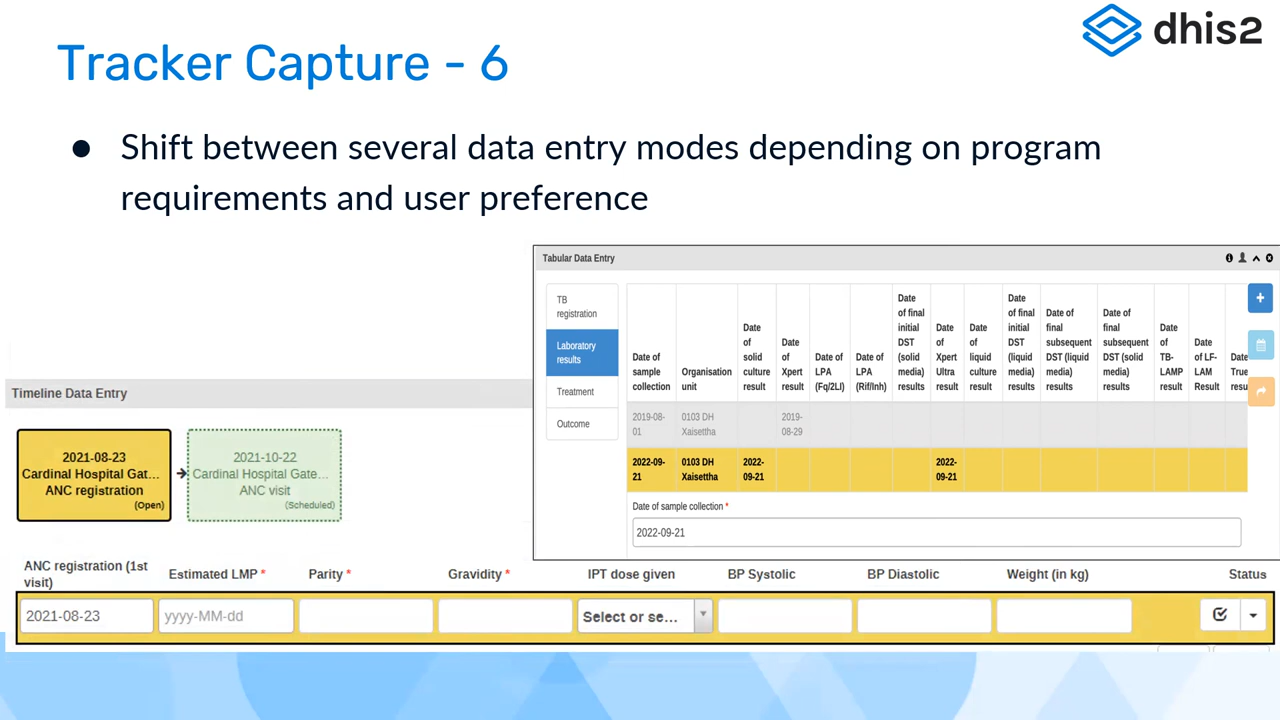 dhis2
Tracker Capture - 6
● Shift between several data entry modes depending on program
requirements and user preference
Tabular Data Entry
TB
registration
Laboratory
results
Treatment
Outcome
Date of
sample
collection
Organisation
unit
Date
of
solid
culture
result
Date
of
Xpert
result
Date of
LPA
(Fq/2LI)
Date of
LPA
(Rif/Inh)
Date
of final
initial
DST
(solid
media)
results
Date
of
Xpert
Ultra
result
Date
of
liquid
culture
result
Date
of final
initial
DST
(liquid
media)
results
Date of
final
subsequent
DST (liquid
media)
results
Date of
final
subsequent
DST (solid
media)
results
Date
of
TB-
LAMP
result
Date
of LF-
LAM
Result
Date
True
resu
2019-08-
01
0103 DH
Xaisettha
2019-
08-29
2022-09-
21
0103 DH
Xaisettha
2022-
09-21
2022-
09-21
Date of sample collection *
2022-09-21
Timeline Data Entry
2021-08-23
Cardinal Hospital Gat...
ANC registration
(Open)
2021-10-22
Cardinal Hospital Gate...
ANC visit
(Scheduled)
ANC registration (1st
visit)
Estimated LMP *
Parity *
Gravidity *
IPT dose given
BP Systolic
BP Diastolic
Weight (in kg)
Status
2021-08-23
yyyy-MM-dd
Select or se...